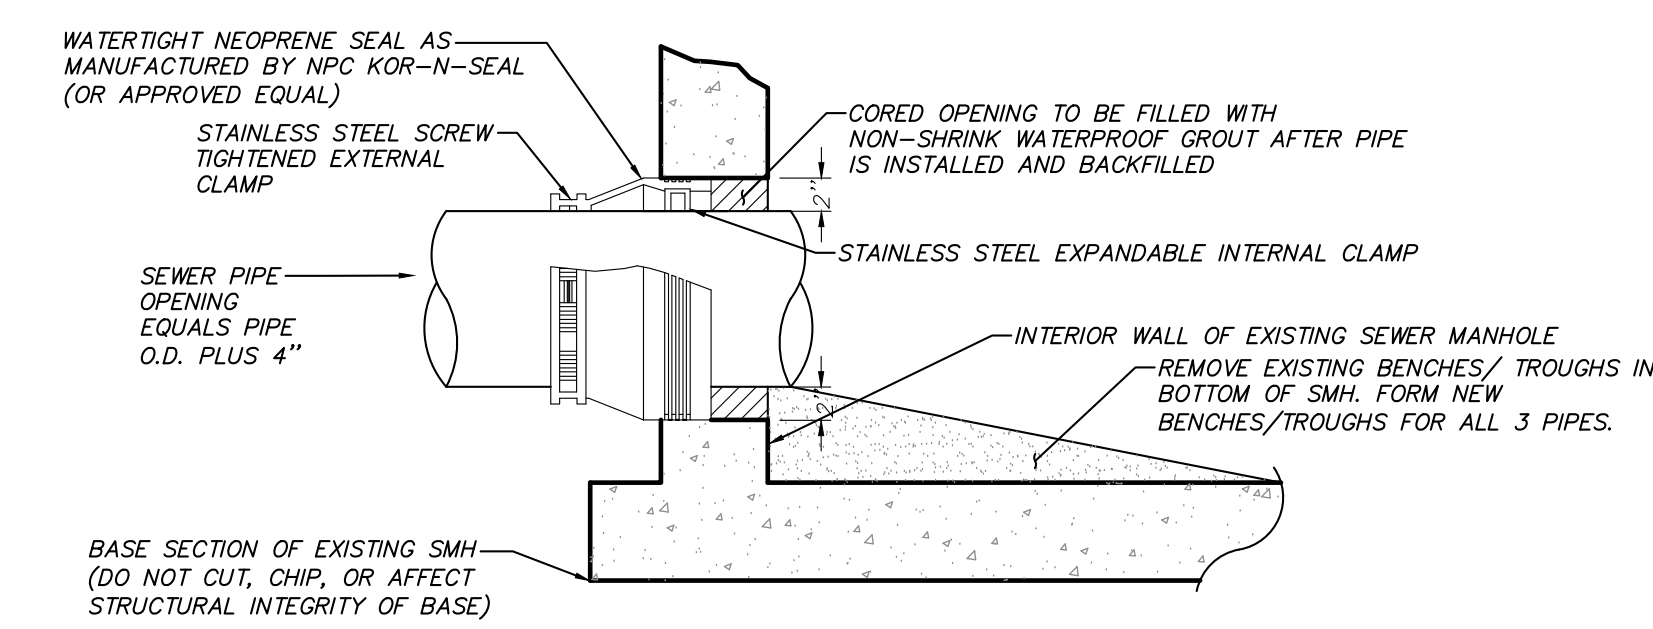 WATERTIGHT NEOPRENE SEAL AS
MANUFACTURED BY NPC KOR-N-SEAL
(OR APPROVED EQUAL)
STAINLESS STEEL SCREW
TIGHTENED EXTERNAL
CLAMP
CORED OPENING TO BE FILLED WITH
NON-SHRINK WATERPROOF GROUT AFTER PIPE
IS INSTALLED AND BACKFILLED
2"
STAINLESS STEEL EXPANDABLE INTERNAL CLAMP
SEWER PIPE
OPENING
EQUALS PIPE
O.D. PLUS 4"
INTERIOR WALL OF EXISTING SEWER MANHOLE
REMOVE EXISTING BENCHES/ TROUGHS IN
BOTTOM OF SMH. FORM NEW
BENCHES/TROUGHS FOR ALL 3 PIPES.
2"
BASE SECTION OF EXISTING SMH
(DO NOT CUT, CHIP, OR AFFECT
STRUCTURAL INTEGRITY OF BASE)